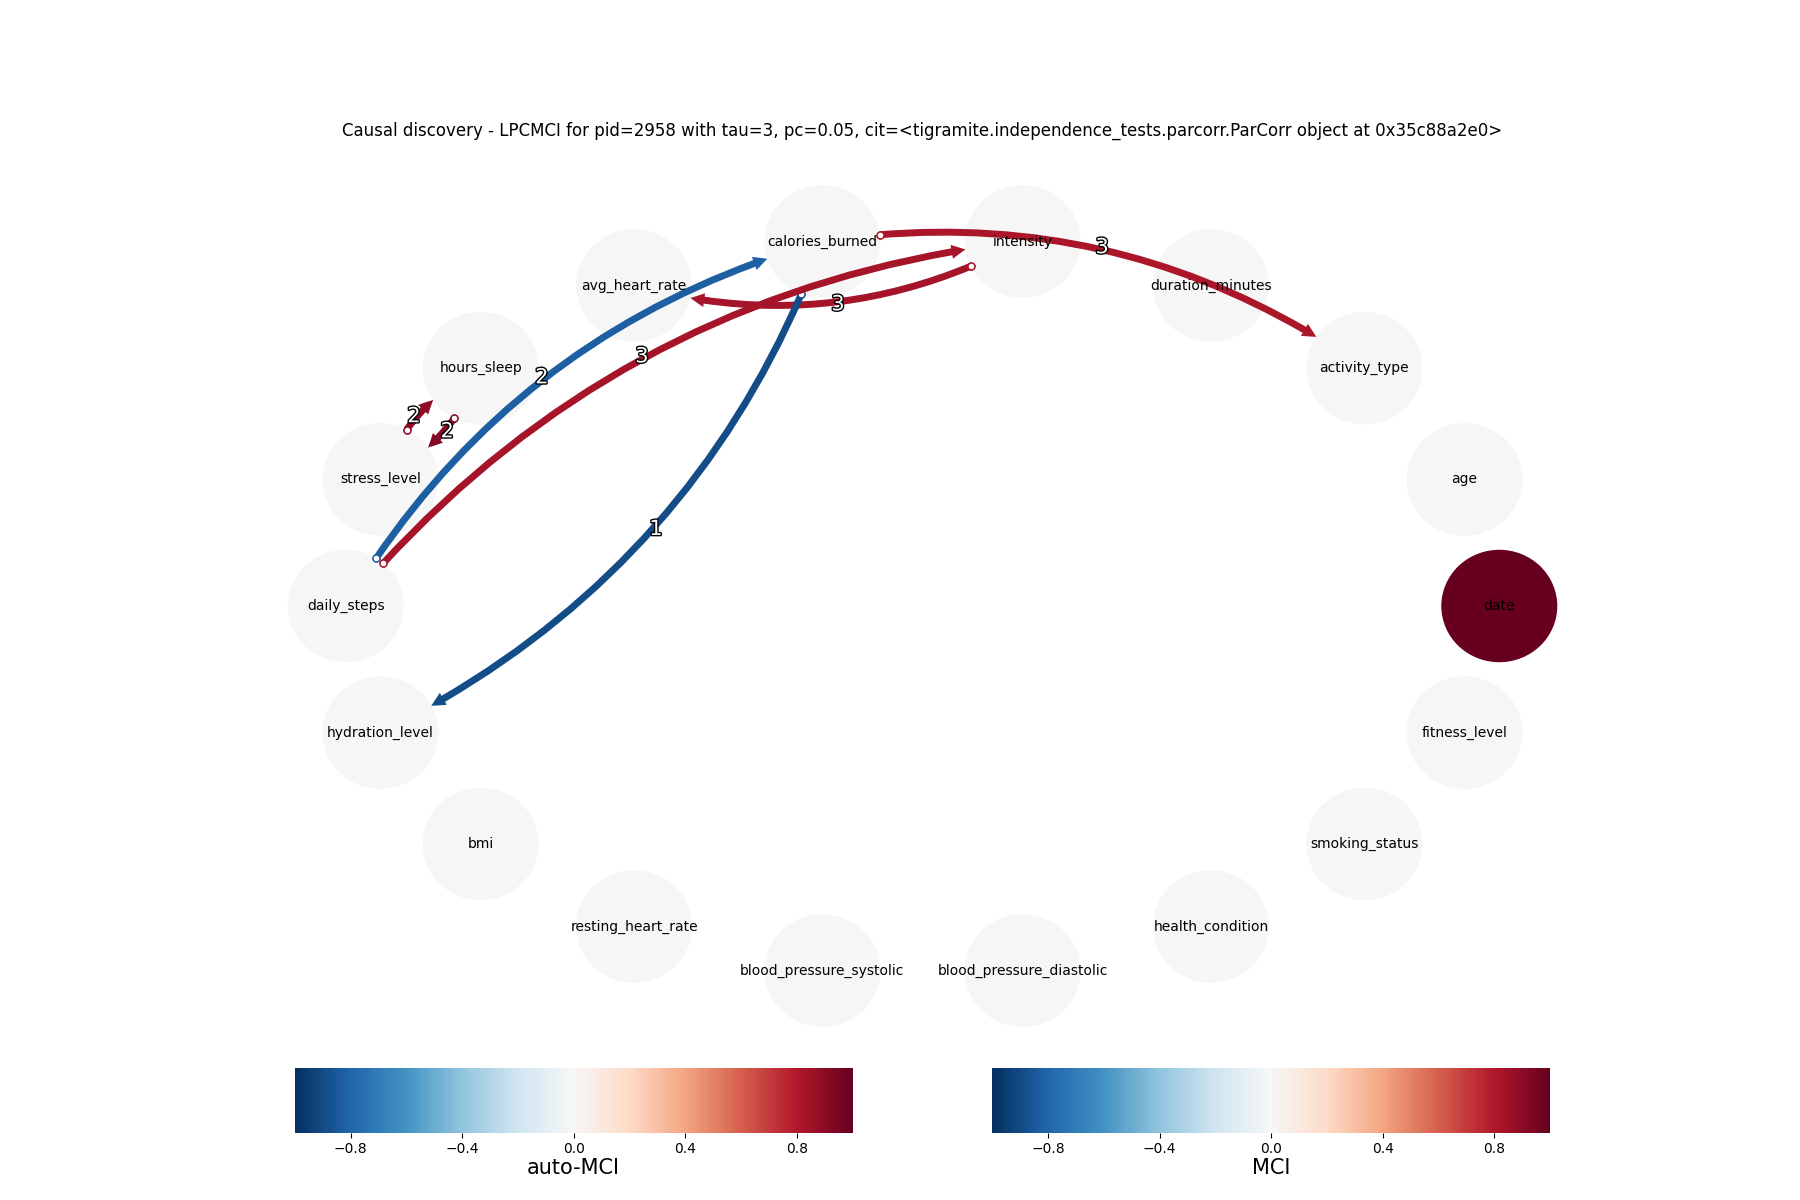 Causal discovery - LPCMCI for pid=2958 with tau=3, pc=0.05, cit=<tigramite.independence_tests.parcorr.ParCorr object at 0x35c88a2e0>
calories_burned
intensity
3
avg_heart_rate
duration_minutes
3
3
hours_sleep
2
activity_type
2
2
stress_level
age
1
daily_steps
date
hydration_level
fitness_level
bmi
smoking_status
resting_heart_rate
health_condition
blood_pressure_systolic
blood_pressure_diastolic
−0.8 −0.4 0.0 0.4 0.8
auto-MCI
−0.8 −0.4 0.0 0.4 0.8
MCI